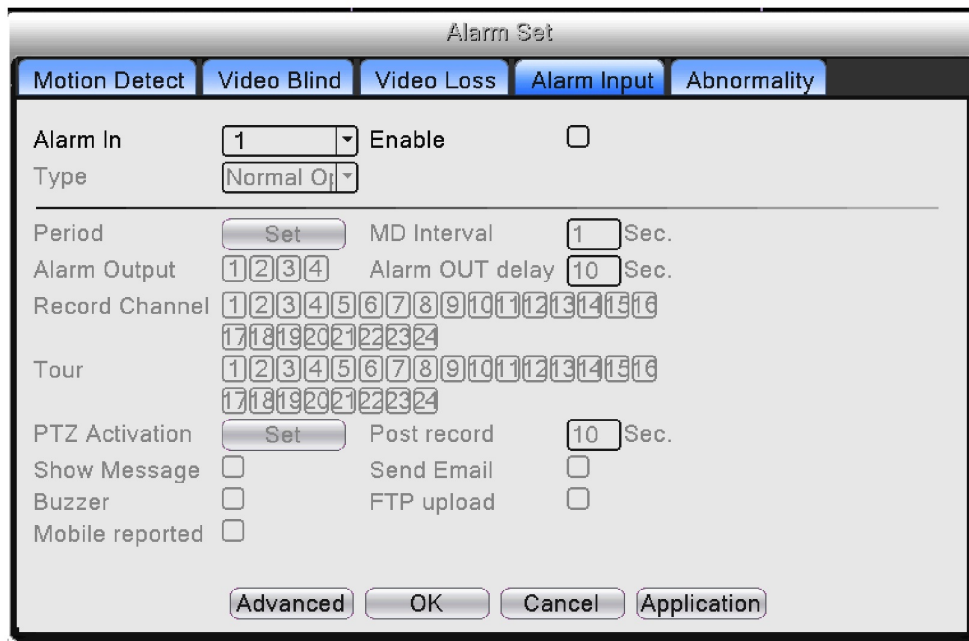 Alarm Set
Motion Detect Video Blind Video Loss Alarm Input Abnormality
Alarm In 1 Enable
Type Normal Op
Period Set MD Interval 1 Sec.
Alarm Output 1 2 3 4 Alarm OUT delay 10 Sec.
Record Channel 1 2 3 4 5 6 7 8 9 10 11 12 13 14 15 16
17 18 19 20 21 22 23 24
Tour 1 2 3 4 5 6 7 8 9 10 11 12 13 14 15 16
17 18 19 20 21 22 23 24
PTZ Activation Set Post record 10 Sec.
Show Message Send Email
Buzzer FTP upload
Mobile reported
Advanced OK Cancel Application